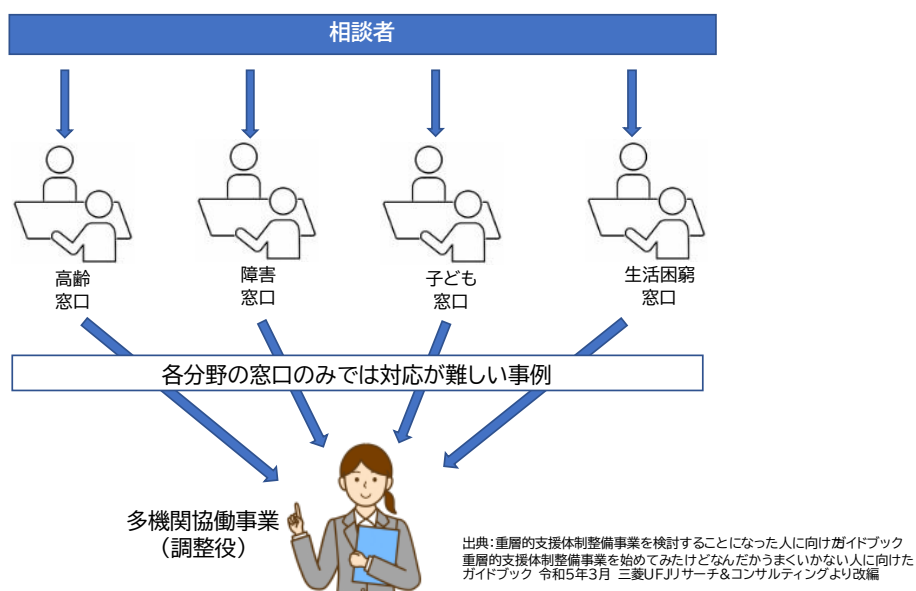 相談者
高齢
窓口
障害
窓口
子ども
窓口
生活困窮
窓口
各分野の窓口のみでは対応が難しい事例
多機関協働事業
（調整役）
出典：重層的支援体制整備事業を検討することになった人に向けたガイドブック
重層的支援体制整備事業を始めてみたけどなんだかうまくいかない人に向けた
ガイドブック 令和5年3月 三菱UFJリサーチ&コンサルティングより改編